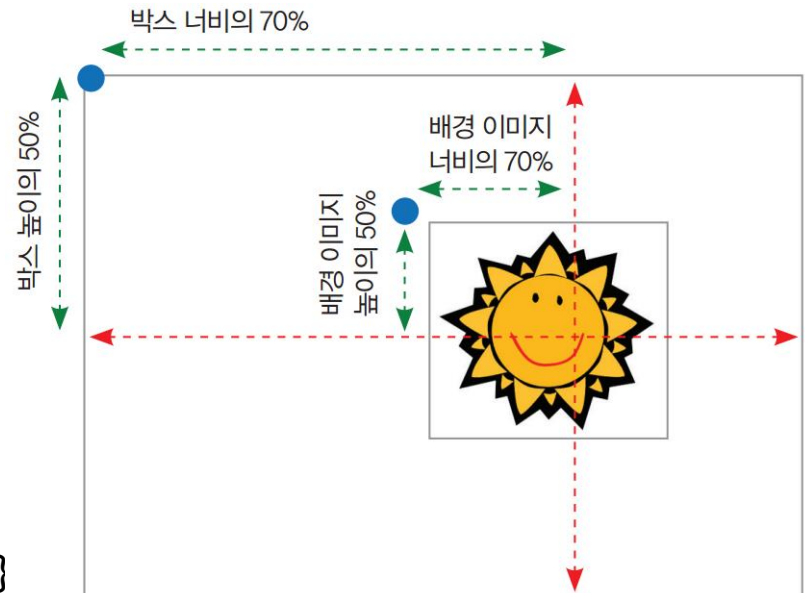 박스 너비의 70%
박스 높이의 50%
배경 이미지
너비의 70%
배경 이미지
높이의 50%